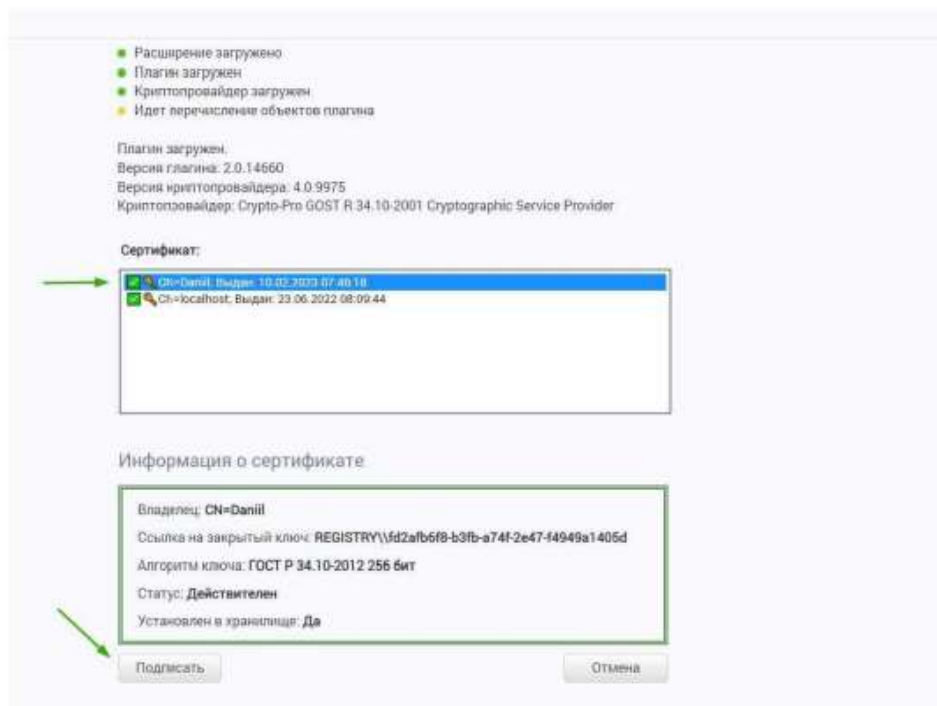 Расширение загружено
Плагин загружен
Криптопровайдер загружен
Идет перечисление объектов плагина
Плагин загружен.
Версия плагина: 2.0.14660
Версия криптопровайдера: 4.0.9975
Криптопровайдер: Crypto-Pro GOST R 34.10-2001 Cryptographic Service Provider
Сертификат:
CN=Daniil; Выдан: 10.02.2023 07:40:18
CN=localhost; Выдан: 23.06.2022 08:09:44
Информация о сертификате
Владелец: CN=Daniil
Ссылка на закрытый ключ: REGISTRY\\fd2afb6f8-b3fb-a74f-2e47-f4949a1405d
Алгоритм ключа: ГОСТ Р 34.10-2012 256 бит
Статус: Действителен
Установлен в хранилище: Да
Подписать Отмена